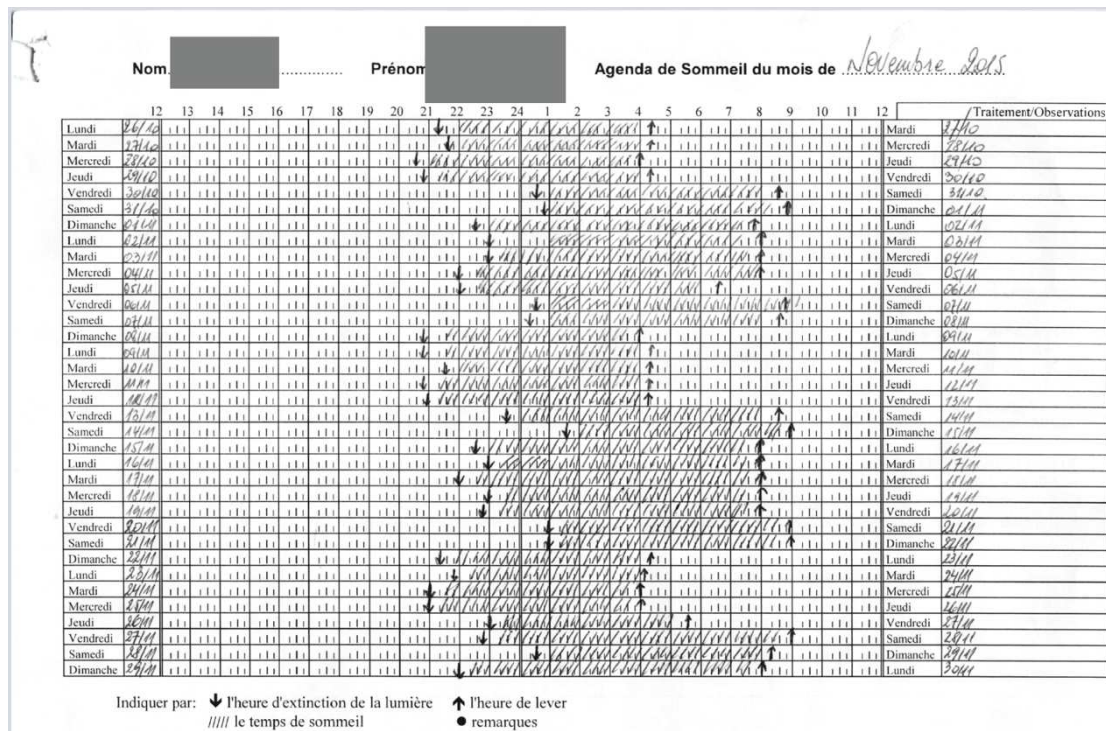 Nom. .............. Prénom Agenda de Sommeil du mois de Novembre 2015
12 13 14 15 16 17 18 19 20 21 22 23 24 1 2 3 4 5 6 7 8 9 10 11 12 Traitement/Observations
Lundi 26/10 Mardi 27/10
Mardi 27/10 Mercredi 28/10
Mercredi 28/10 Jeudi 29/10
Jeudi 29/10 Vendredi 30/10
Vendredi 30/10 Samedi 31/10
Samedi 31/10 Dimanche 01/11
Dimanche 01/11 Lundi 02/11
Lundi 02/11 Mardi 03/11
Mardi 03/11 Mercredi 04/11
Mercredi 04/11 Jeudi 05/11
Jeudi 05/11 Vendredi 06/11
Vendredi 06/11 Samedi 07/11
Samedi 07/11 Dimanche 08/11
Dimanche 08/11 Lundi 09/11
Lundi 09/11 Mardi 10/11
Mardi 10/11 Mercredi 11/11
Mercredi 11/11 Jeudi 12/11
Jeudi Vendredi 13/11
Vendredi 13/11 Samedi 14/11
Samedi 14/11 Dimanche 15/11
Dimanche 15/11 Lundi 16/11
Lundi 16/11 Mardi 17/11
Mardi 17/11 Mercredi 18/11
Mercredi 18/11 Jeudi 19/11
Jeudi 19/11 Vendredi 20/11
Vendredi 20/11 Samedi 21/11
Samedi 21/11 Dimanche 22/11
Dimanche 22/11 Lundi 23/11
Lundi 23/11 Mardi 24/11
Mardi 24/11 Mercredi 25/11
Mercredi 25/11 Jeudi 26/11
Jeudi 26/11 Vendredi 27/11
Vendredi 27/11 Samedi 28/11
Samedi 28/11 Dimanche 29/11
Dimanche 29/11 Lundi 30/11
Indiquer par: ↓ l'heure d'extinction de la lumière ↑ l'heure de lever
///// le temps de sommeil ● remarques